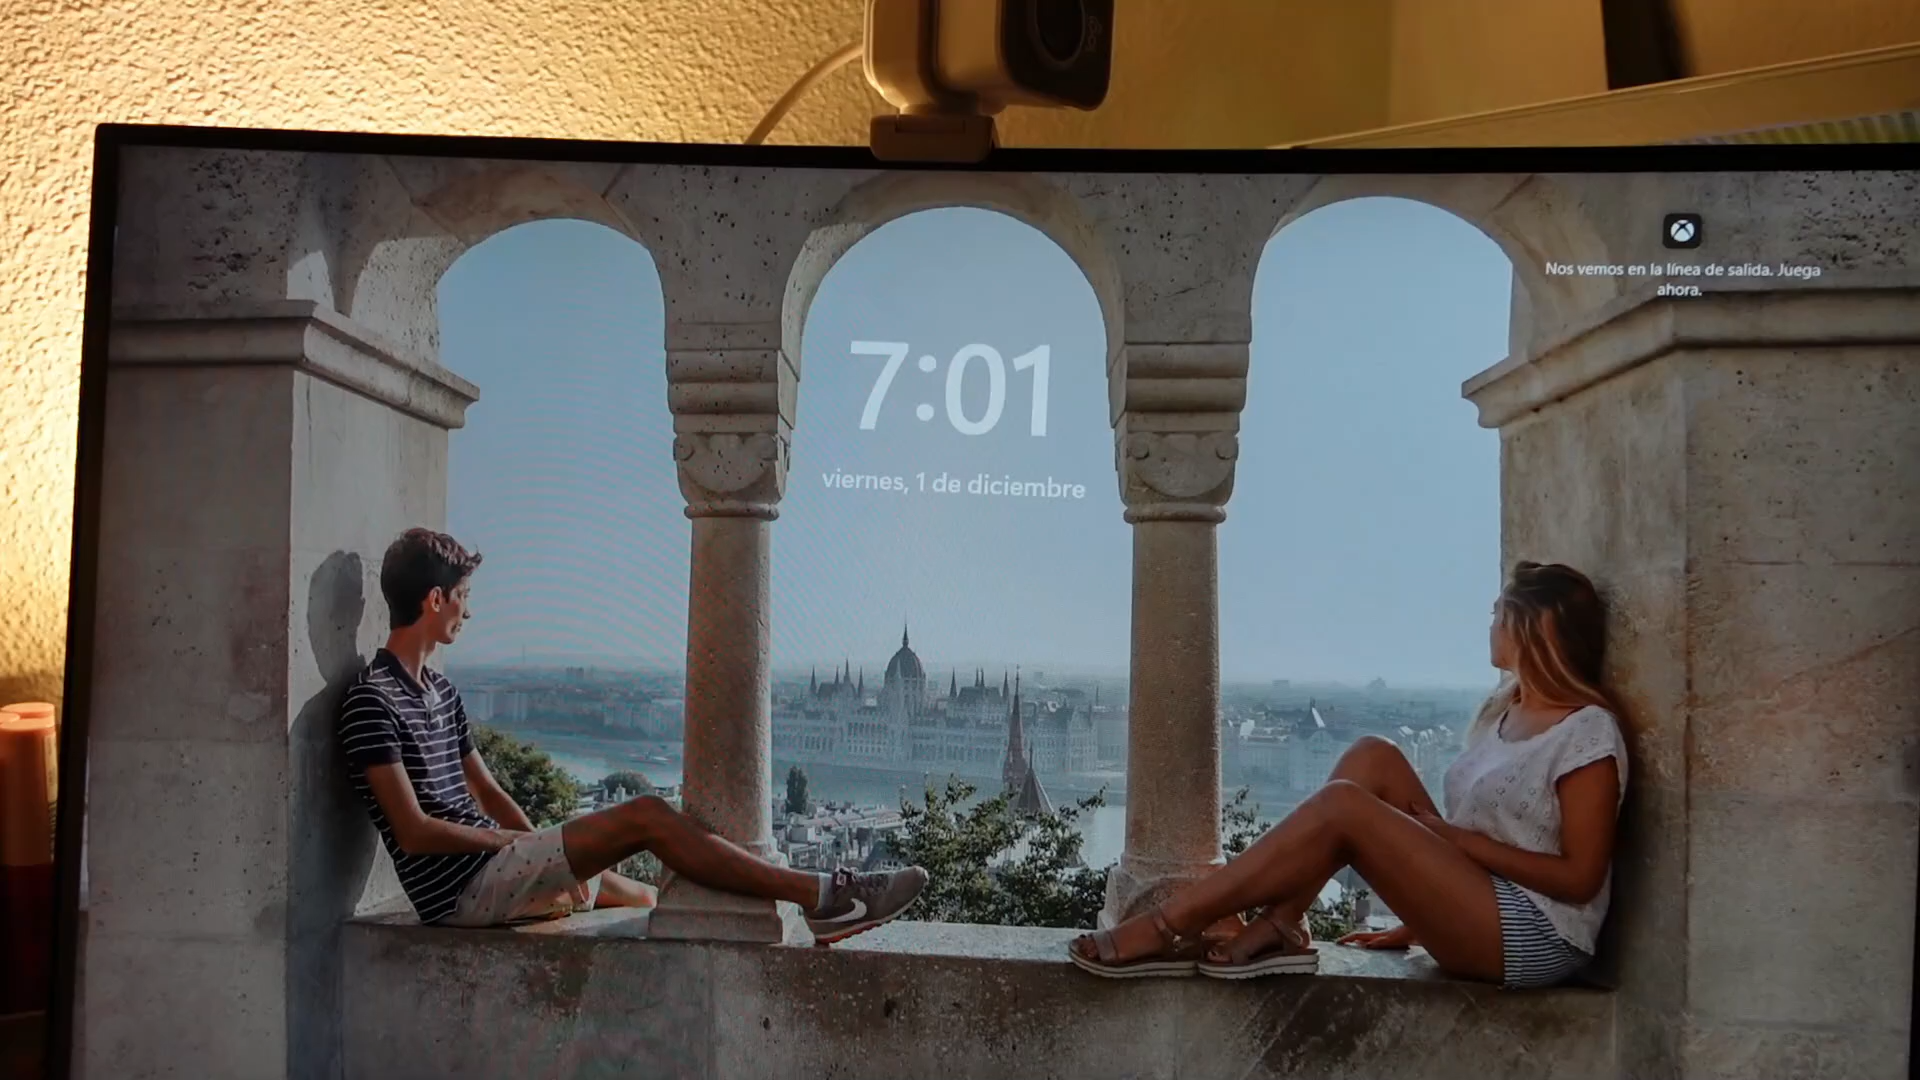 Nos vemos en la línea de salida. Juega
ahora.
7:01
viernes, 1 de diciembre